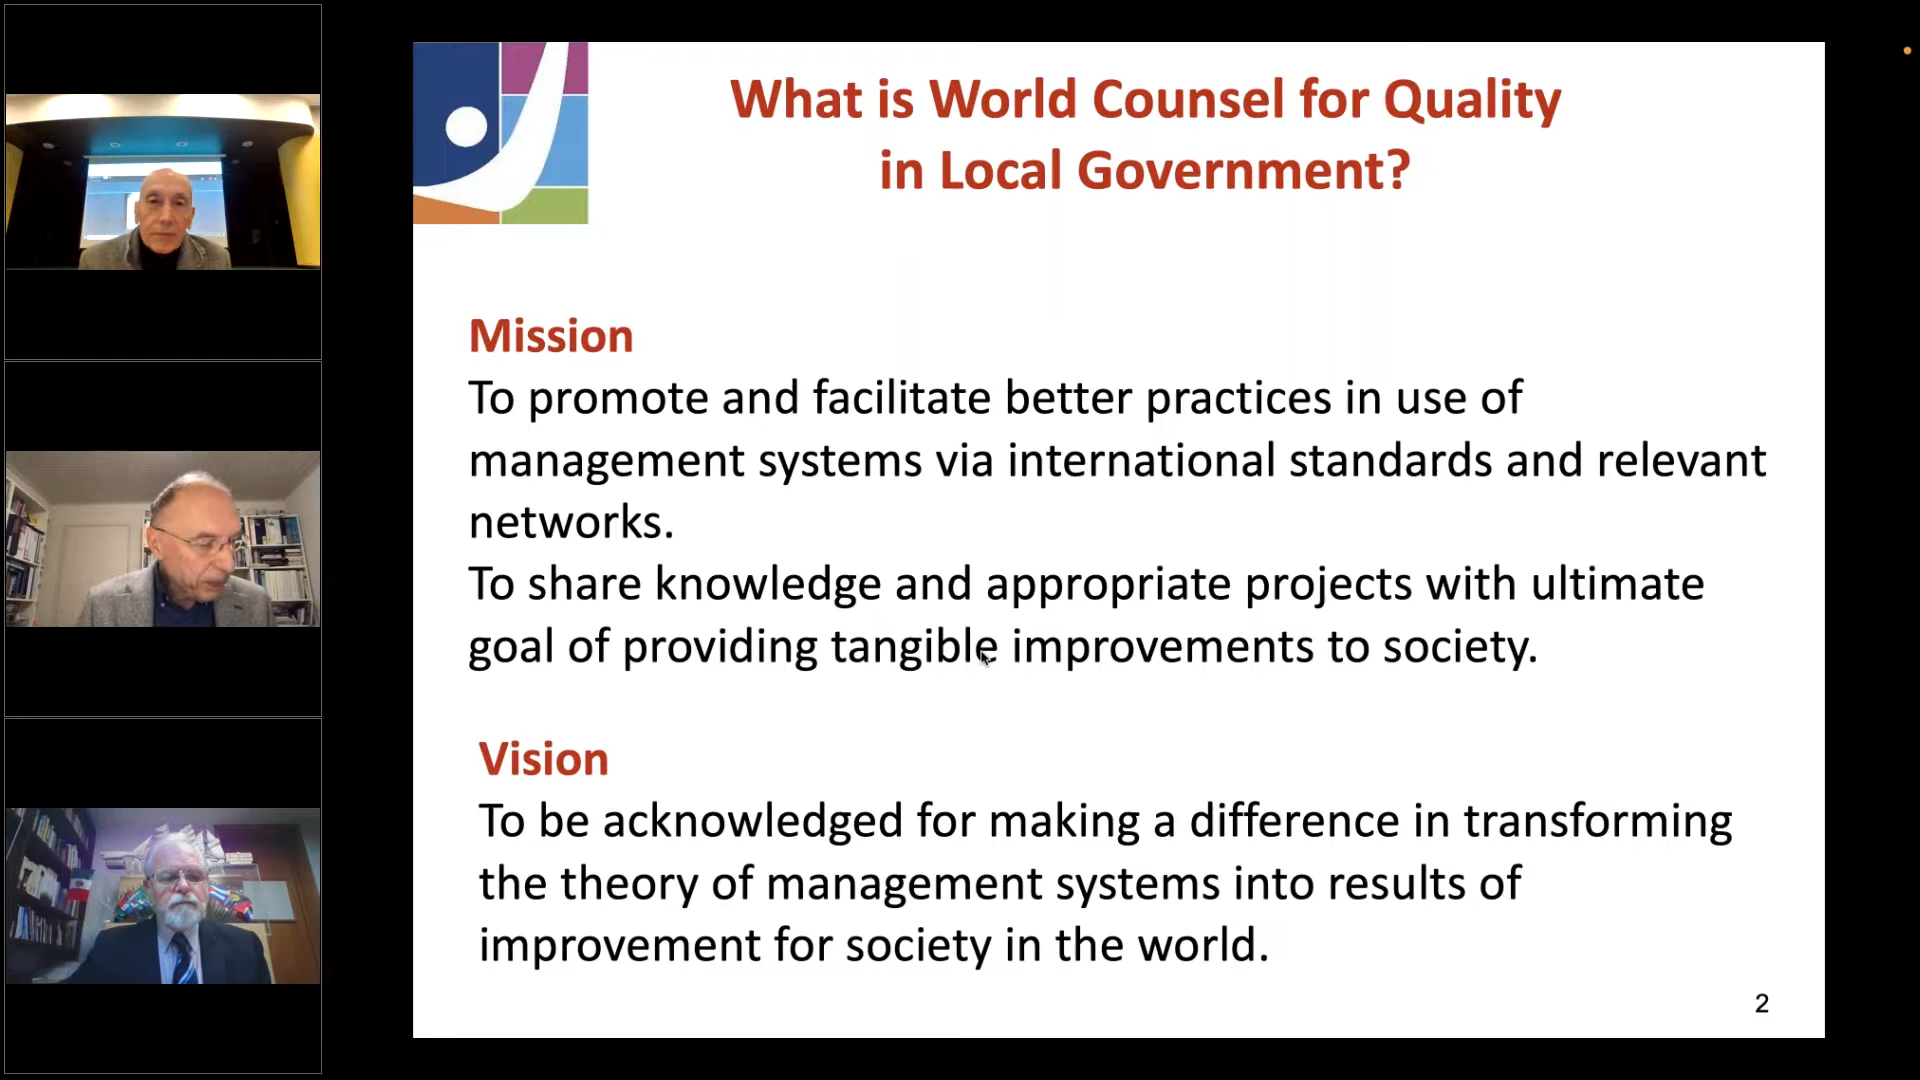 What is World Counsel for Quality
in Local Government?
Mission
To promote and facilitate better practices in use of
management systems via international standards and relevant
networks.
To share knowledge and appropriate projects with ultimate
goal of providing tangible improvements to society.
Vision
To be acknowledged for making a difference in transforming
the theory of management systems into results of
improvement for society in the world.
2